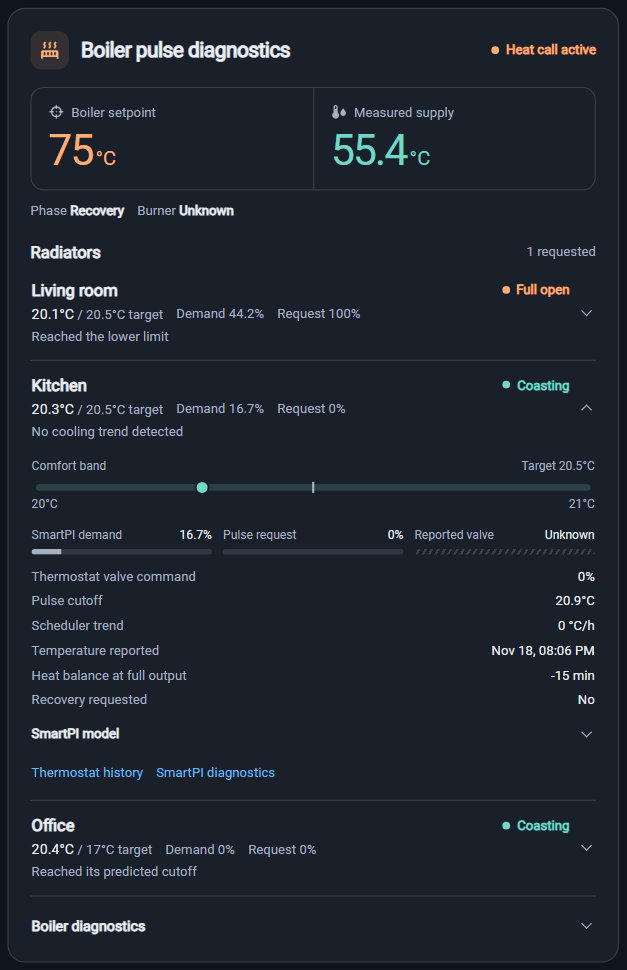 Boiler pulse diagnostics
Heat call active
Boiler setpoint
75 °C
Measured supply
55.4 °C
Phase Recovery Burner Unknown
Radiators
1 requested
Living room
Full open
20.1°C / 20.5°C target Demand 44.2% Request 100%
Reached the lower limit
Kitchen
Coasting
20.3°C / 20.5°C target Demand 16.7% Request 0%
No cooling trend detected
Comfort band
Target 20.5°C
20°C
21°C
SmartPI demand 16.7%
Pulse request 0%
Reported valve Unknown
Thermostat valve command 0%
Pulse cutoff 20.9°C
Scheduler trend 0 °C/h
Temperature reported Nov 18, 08:06 PM
Heat balance at full output -15 min
Recovery requested No
SmartPI model
Thermostat history SmartPI diagnostics
Office
Coasting
20.4°C / 17°C target Demand 0% Request 0%
Reached its predicted cutoff
Boiler diagnostics